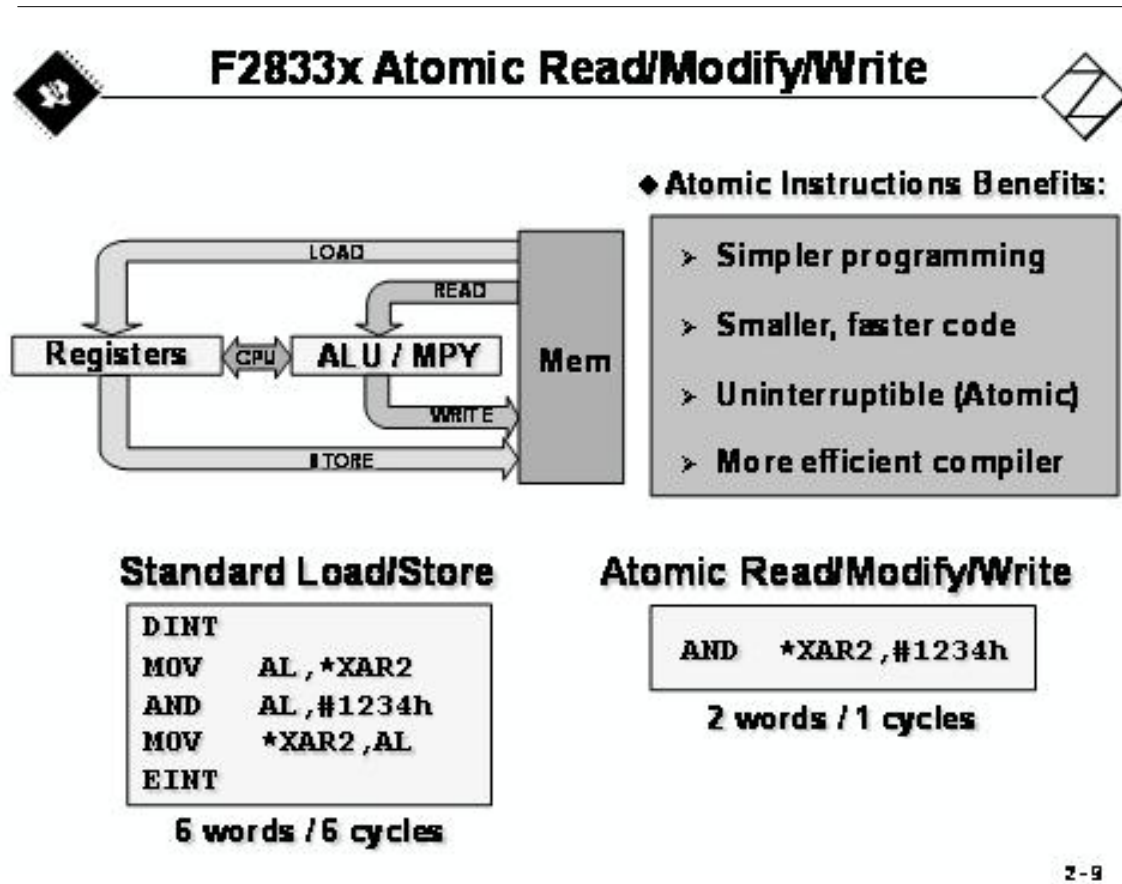 F2833x Atomic Read/Modify/Write
◆ Atomic Instructions Benefits:
➢ Simpler programming
➢ Smaller, faster code
➢ Uninterruptible (Atomic)
➢ More efficient compiler
LOAD
READ
Registers
CPU
ALU / MPY
Mem
WRITE
STORE
Standard Load/Store
DINT
MOV AL,*XAR2
AND AL,#1234h
MOV *XAR2,AL
EINT
6 words / 6 cycles
Atomic Read/Modify/Write
AND *XAR2,#1234h
2 words / 1 cycles
2 - 9